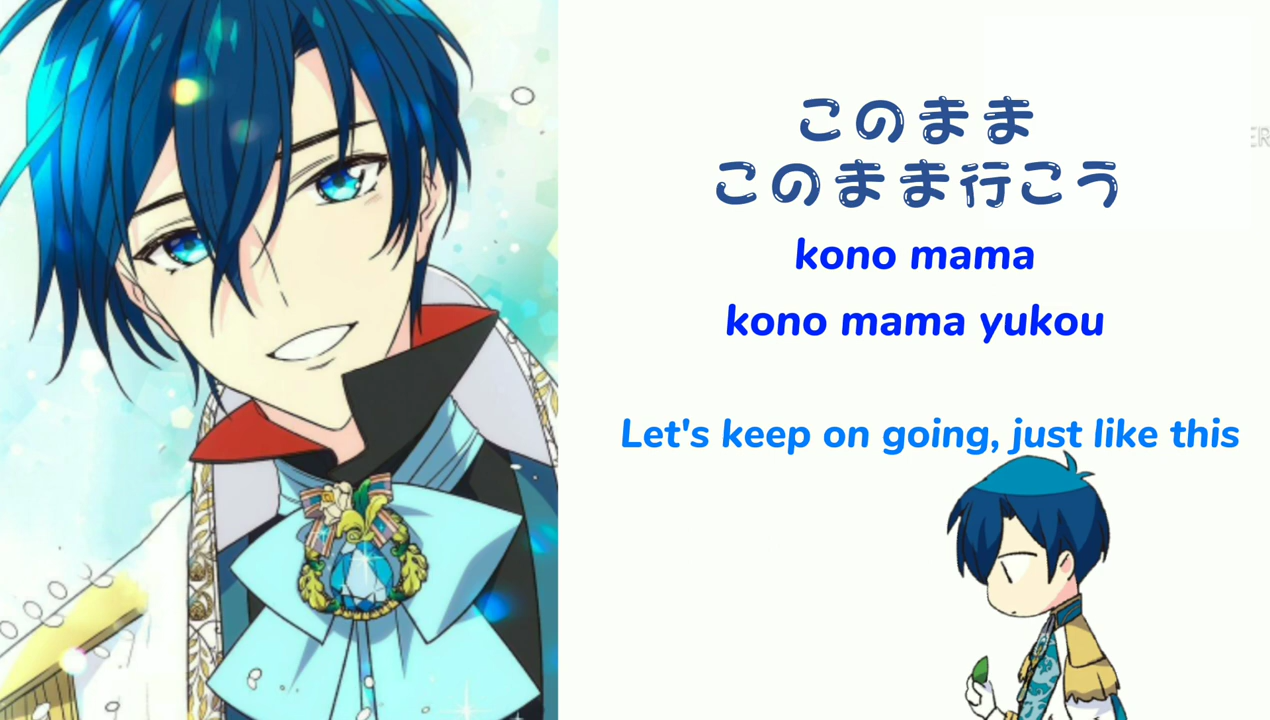 このまま
このまま行こう
kono mama
kono mama yukou
Let's keep on going, just like this